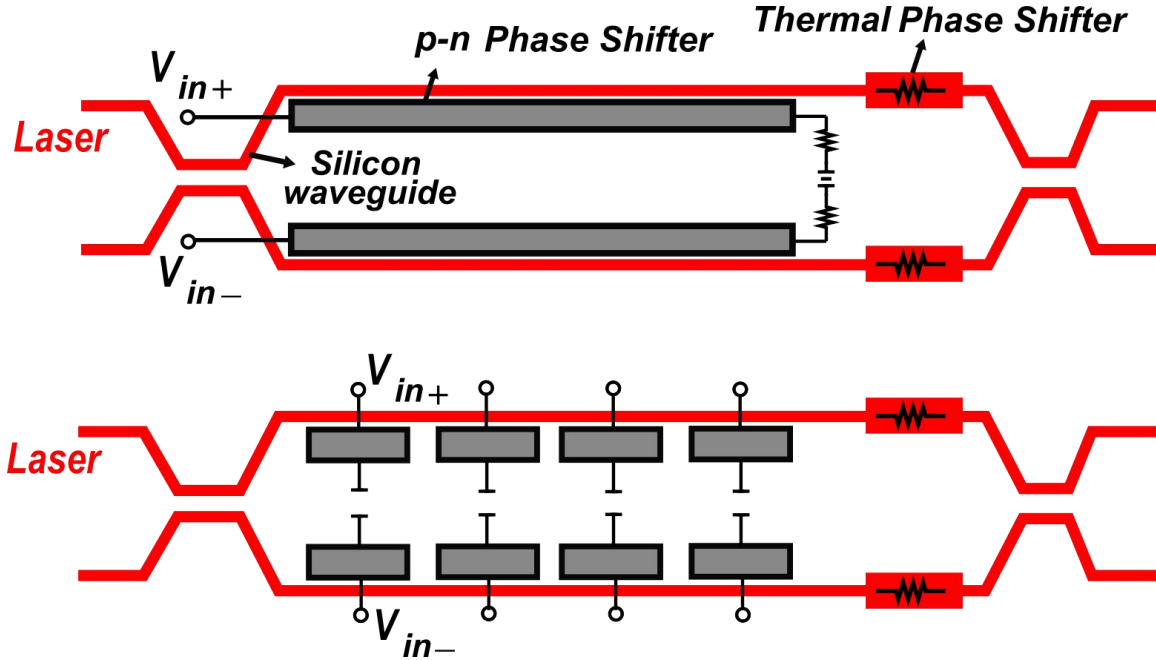 p-n Phase Shifter
Thermal Phase Shifter
V in+
Laser
Silicon
waveguide
V in−
V in+
Laser
V in−